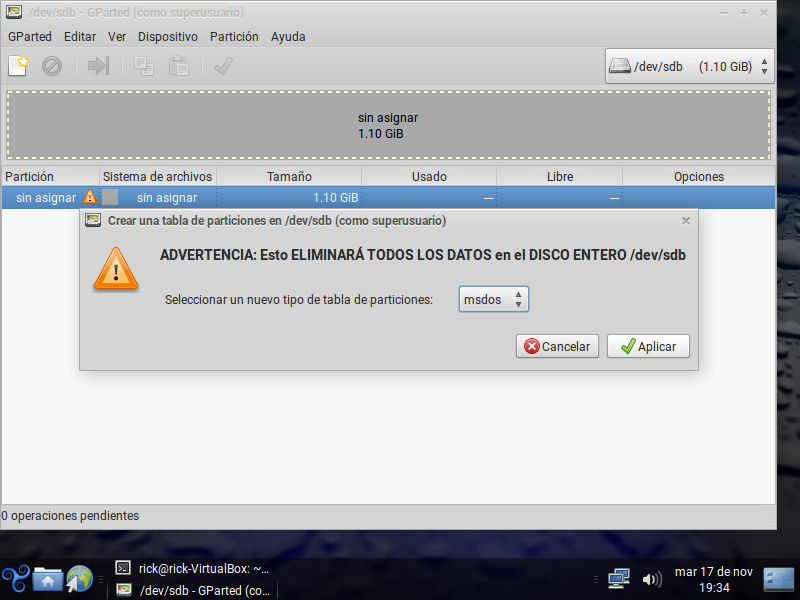 /dev/sdb - GParted (como superusuario)
GParted Editar Ver Dispositivo Partición Ayuda
/dev/sdb (1.10 GiB)
sin asignar
1.10 GiB
Partición Sistema de archivos Tamaño Usado Libre Opciones
sin asignar sin asignar 1.10 GiB — —
Crear una tabla de particiones en /dev/sdb (como superusuario)
ADVERTENCIA: Esto ELIMINARÁ TODOS LOS DATOS en el DISCO ENTERO /dev/sdb
Seleccionar un nuevo tipo de tabla de particiones: msdos
Cancelar Aplicar
0 operaciones pendientes
rick@rick-VirtualBox: ~...
/dev/sdb - GParted (co...
mar 17 de nov
19:34